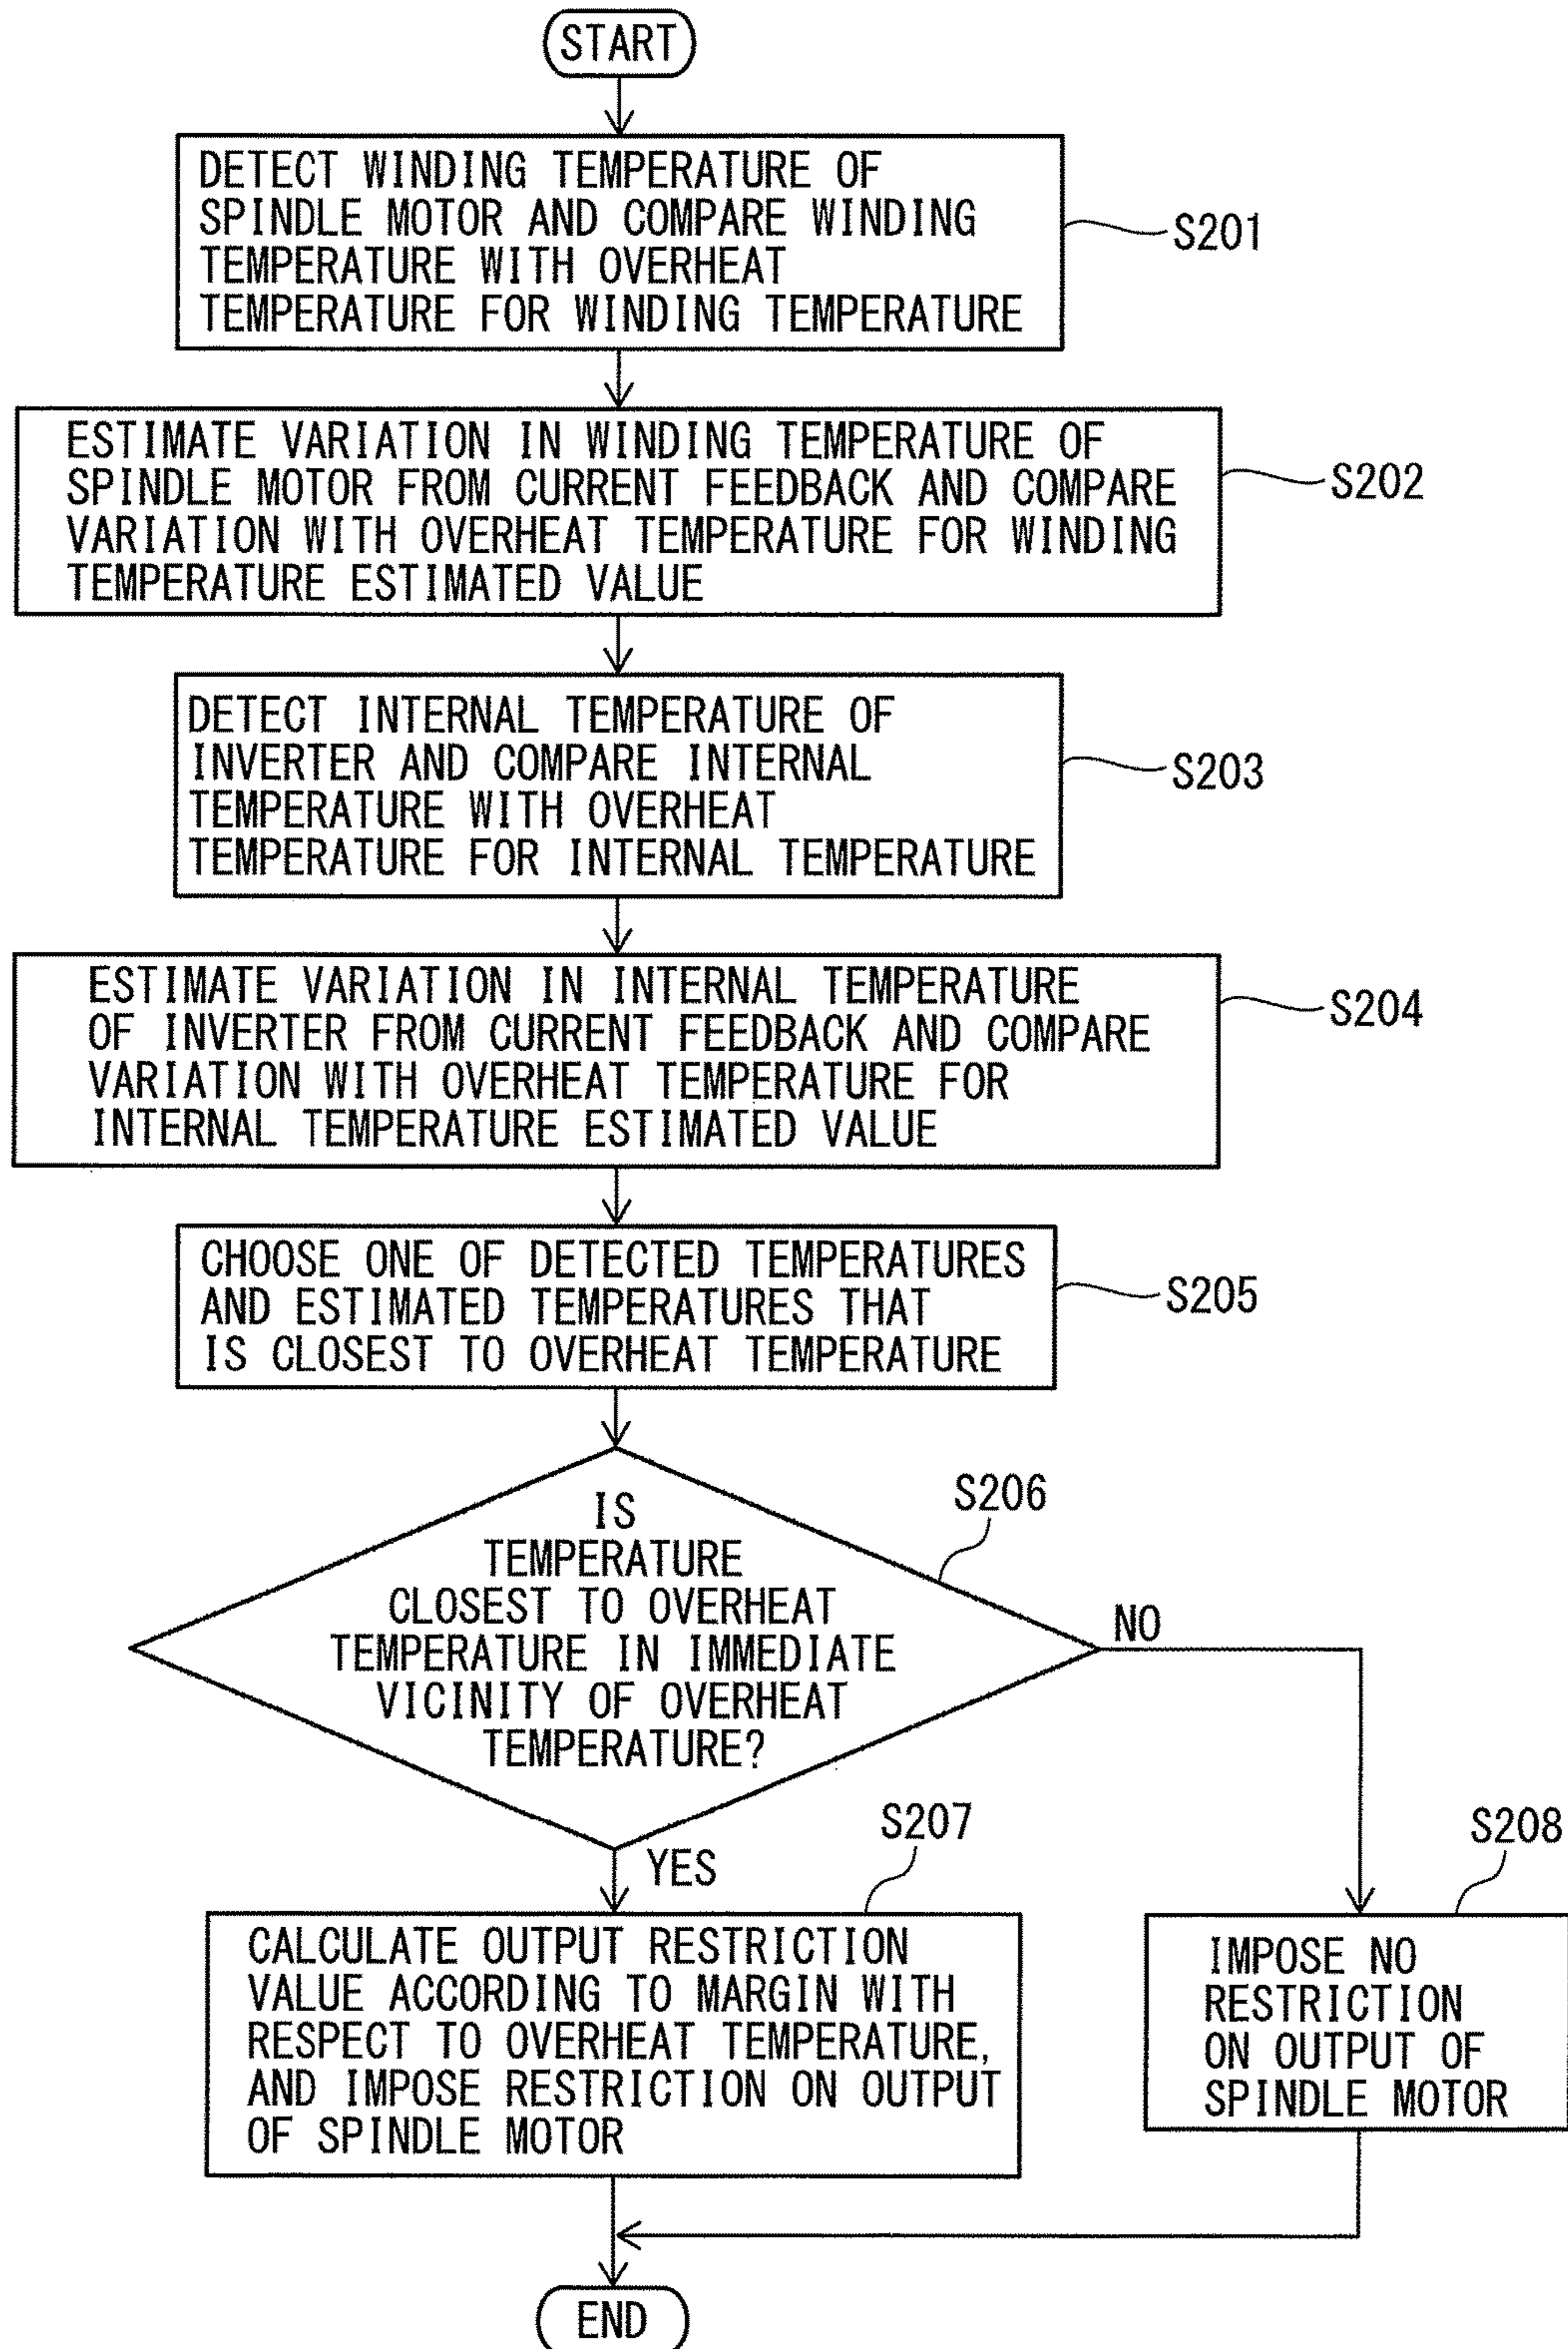 START
DETECT WINDING TEMPERATURE OF
SPINDLE MOTOR AND COMPARE WINDING
TEMPERATURE WITH OVERHEAT
TEMPERATURE FOR WINDING TEMPERATURE
S201
ESTIMATE VARIATION IN WINDING TEMPERATURE OF
SPINDLE MOTOR FROM CURRENT FEEDBACK AND COMPARE
VARIATION WITH OVERHEAT TEMPERATURE FOR WINDING
TEMPERATURE ESTIMATED VALUE
S202
DETECT INTERNAL TEMPERATURE OF
INVERTER AND COMPARE INTERNAL
TEMPERATURE WITH OVERHEAT
TEMPERATURE FOR INTERNAL TEMPERATURE
S203
ESTIMATE VARIATION IN INTERNAL TEMPERATURE
OF INVERTER FROM CURRENT FEEDBACK AND COMPARE
VARIATION WITH OVERHEAT TEMPERATURE FOR
INTERNAL TEMPERATURE ESTIMATED VALUE
S204
CHOOSE ONE OF DETECTED TEMPERATURES
AND ESTIMATED TEMPERATURES THAT
IS CLOSEST TO OVERHEAT TEMPERATURE
S205
IS
TEMPERATURE
CLOSEST TO OVERHEAT
TEMPERATURE IN IMMEDIATE
VICINITY OF OVERHEAT
TEMPERATURE?
S206
NO
YES
S207
CALCULATE OUTPUT RESTRICTION
VALUE ACCORDING TO MARGIN WITH
RESPECT TO OVERHEAT TEMPERATURE,
AND IMPOSE RESTRICTION ON OUTPUT
OF SPINDLE MOTOR
S208
IMPOSE NO
RESTRICTION
ON OUTPUT OF
SPINDLE MOTOR
END